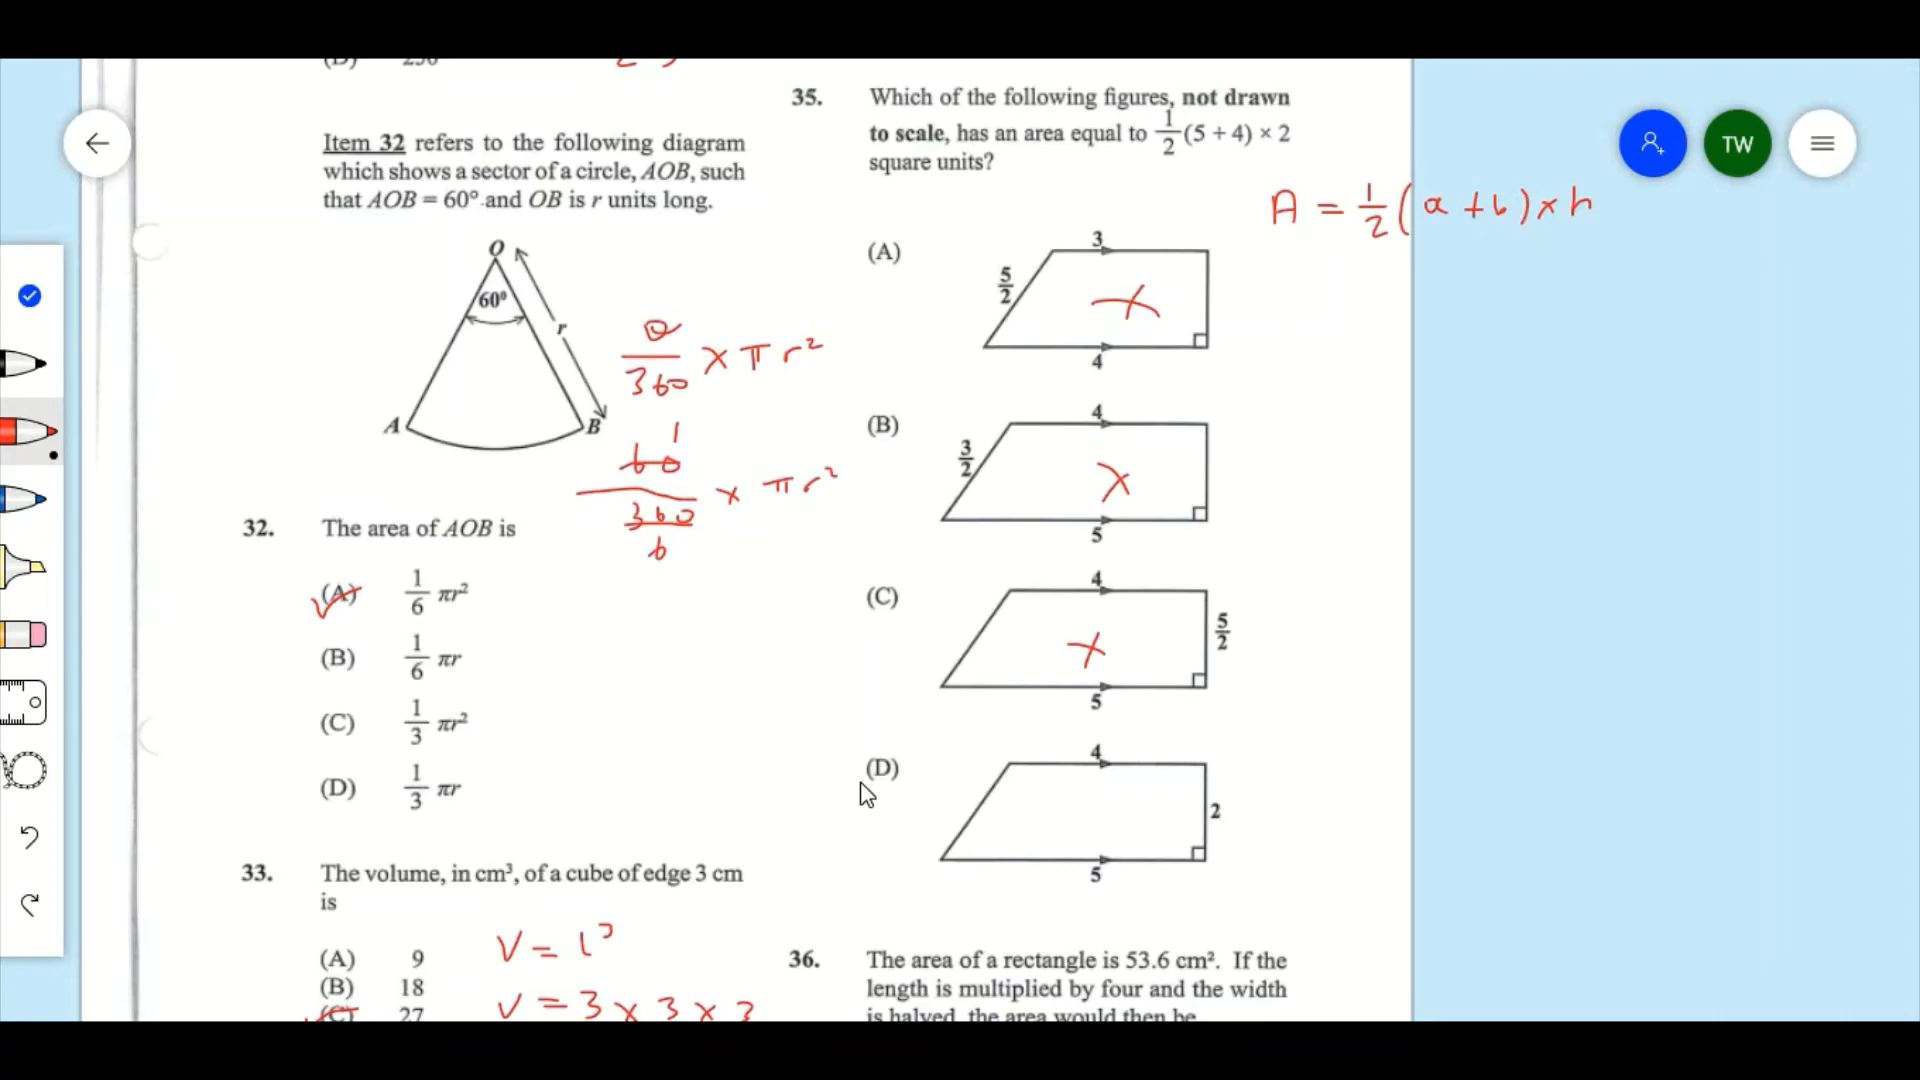 Item 32 refers to the following diagram
which shows a sector of a circle, AOB, such
that AOB = 60° and OB is r units long.
O
60°
r
A
B
θ/360 × π r²
1
60/360 × π r²
6
32. The area of AOB is
(A) 1/6 πr²
(B) 1/6 πr
(C) 1/3 πr²
(D) 1/3 πr
33. The volume, in cm³, of a cube of edge 3 cm
is
(A) 9
(B) 18
(C) 27
V = l³
V = 3 × 3 × 3
35. Which of the following figures, not drawn
to scale, has an area equal to 1/2 (5 + 4) × 2
square units?
A = 1/2 (a + b) × h
(A)
3
5/2
4
(B)
4
3/2
5
(C)
4
5/2
5
(D)
4
2
5
36. The area of a rectangle is 53.6 cm². If the
length is multiplied by four and the width
is halved, the area would then be
TW